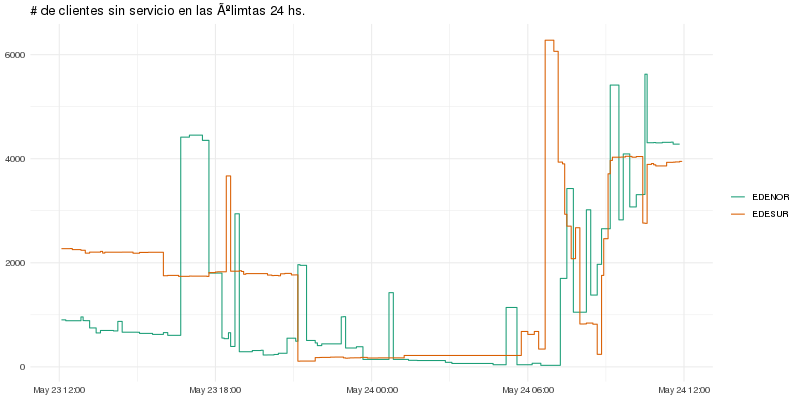 # de clientes sin servicio en las Ãºlimtas 24 hs.
6000
4000
2000
0
May 23 12:00
May 23 18:00
May 24 00:00
May 24 06:00
May 24 12:00
EDENOR
EDESUR